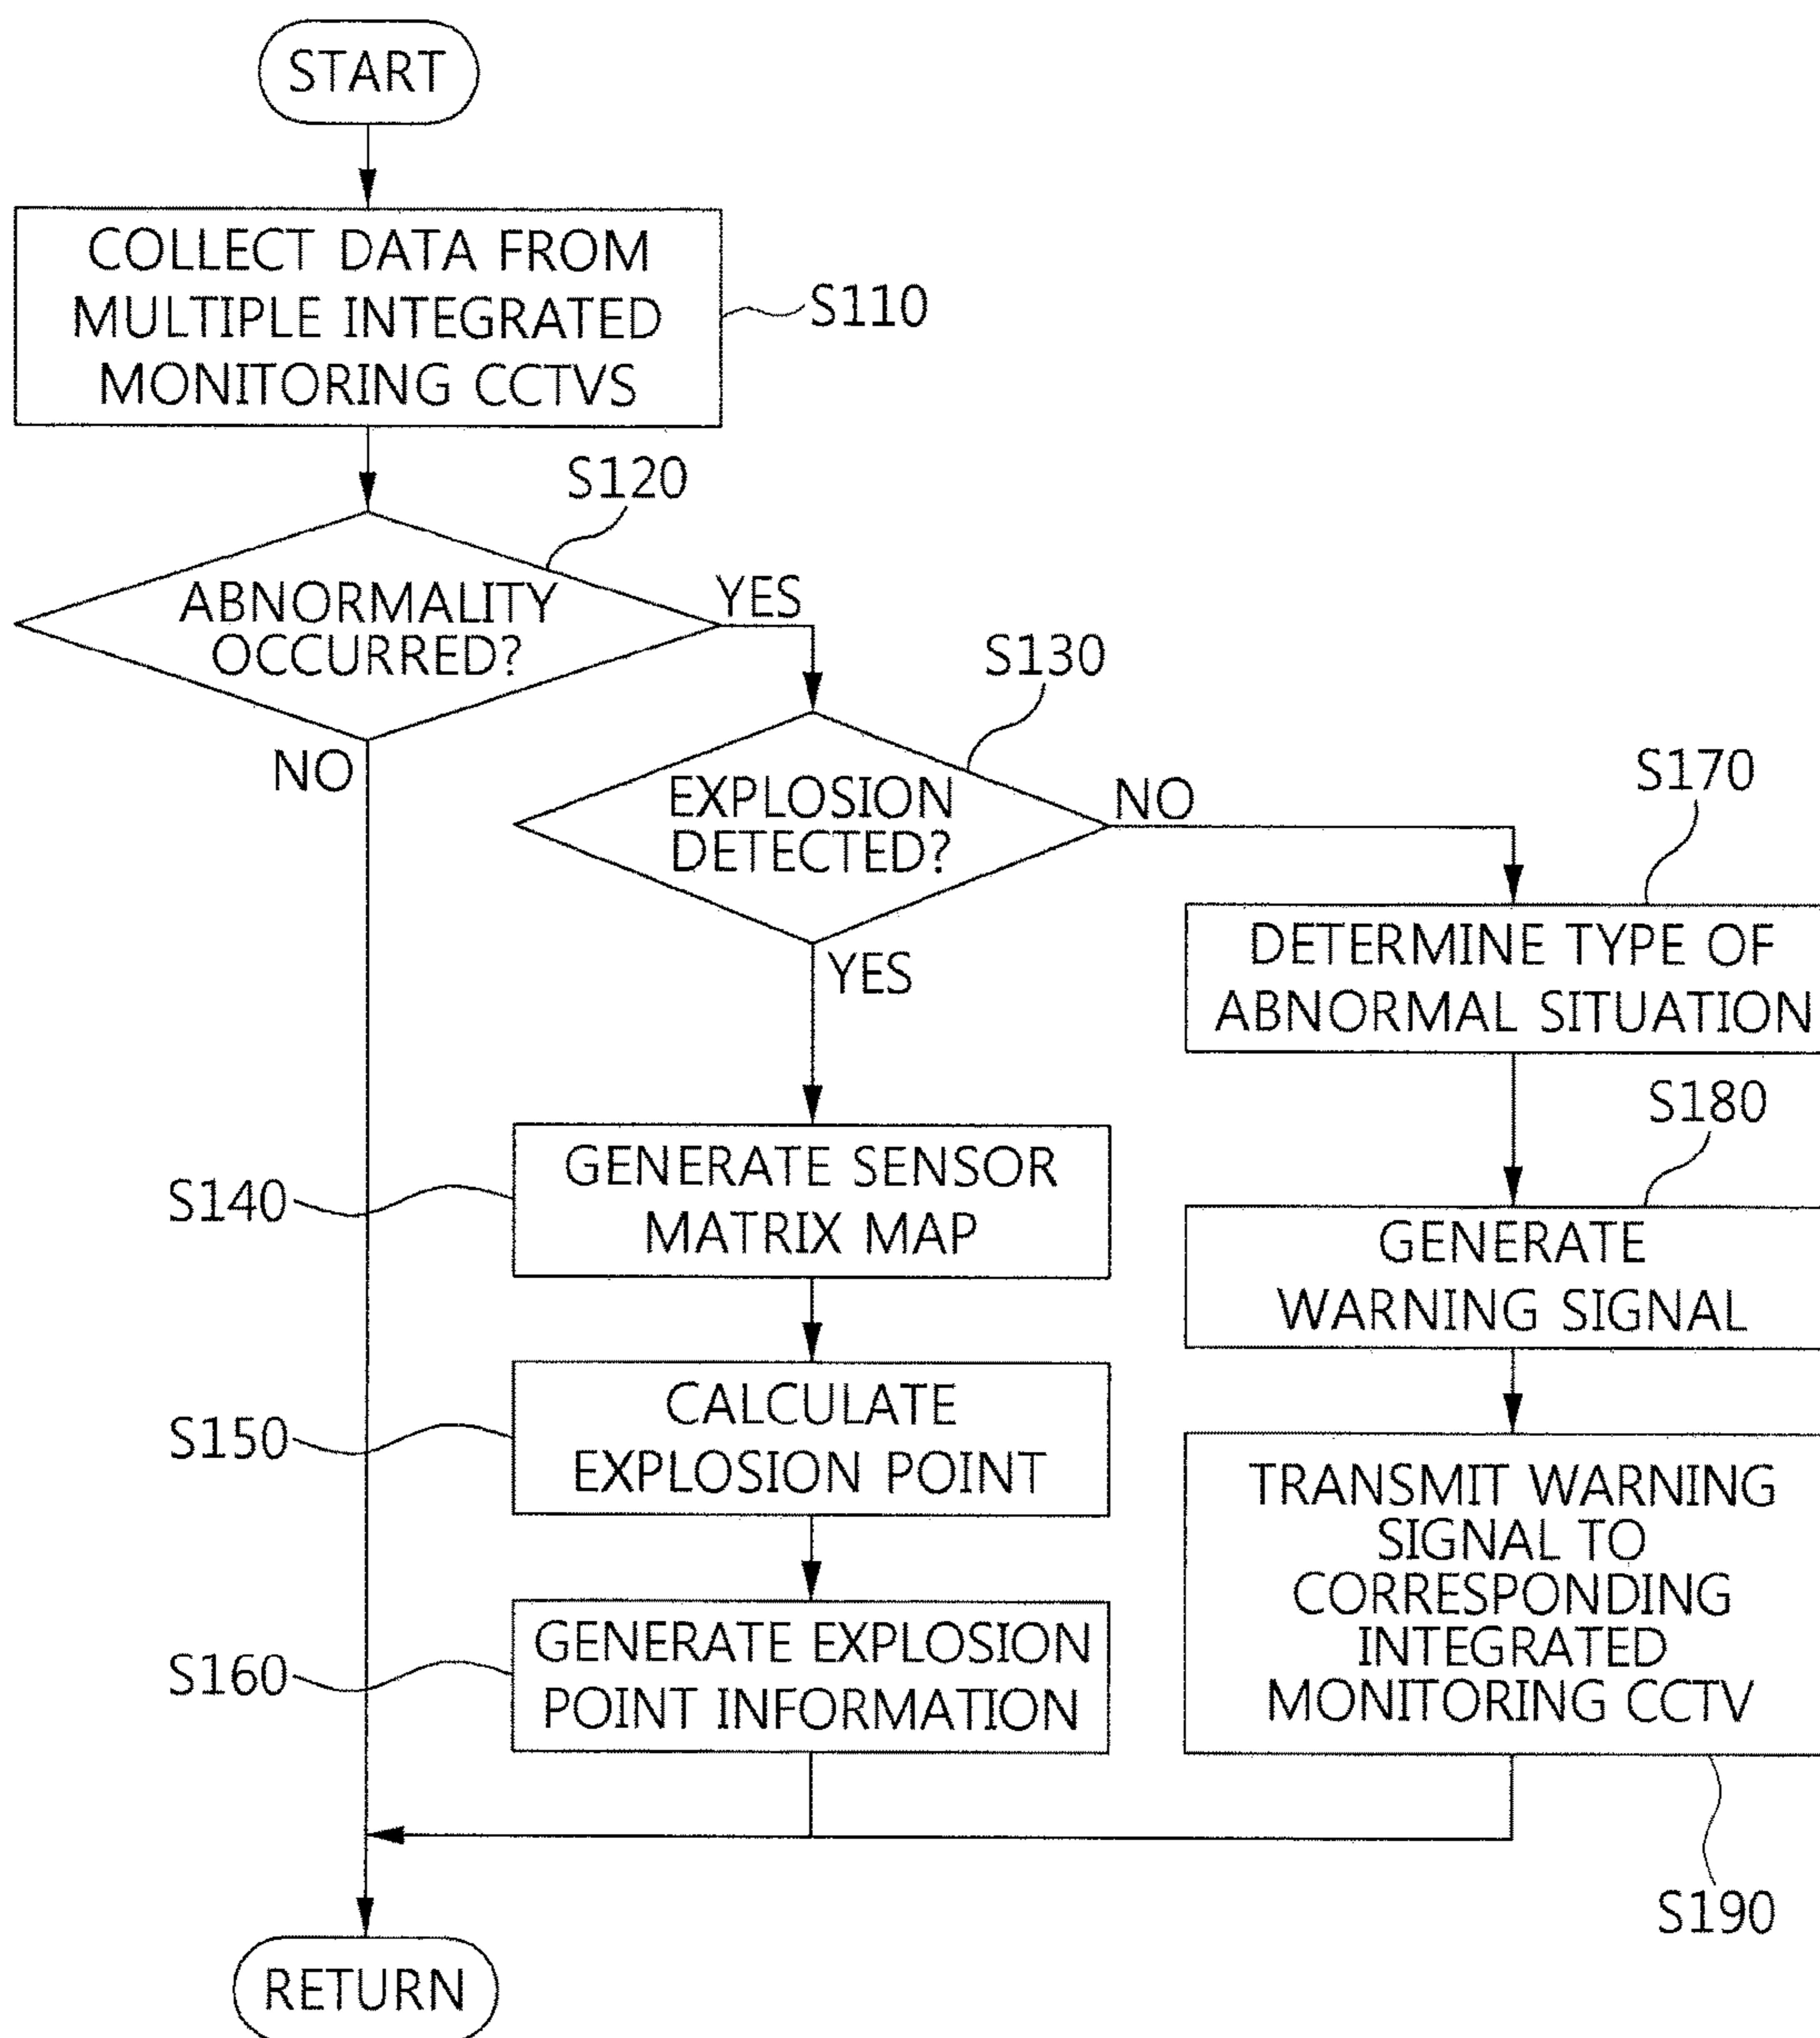 START
COLLECT DATA FROM
MULTIPLE INTEGRATED
MONITORING CCTVS
S110
S120
ABNORMALITY
OCCURRED?
YES
NO
S130
EXPLOSION
DETECTED?
NO
YES
S170
DETERMINE TYPE OF
ABNORMAL SITUATION
S140
GENERATE SENSOR
MATRIX MAP
S180
GENERATE
WARNING SIGNAL
S150
CALCULATE
EXPLOSION POINT
S160
GENERATE EXPLOSION
POINT INFORMATION
TRANSMIT WARNING
SIGNAL TO
CORRESPONDING
INTEGRATED
MONITORING CCTV
S190
RETURN